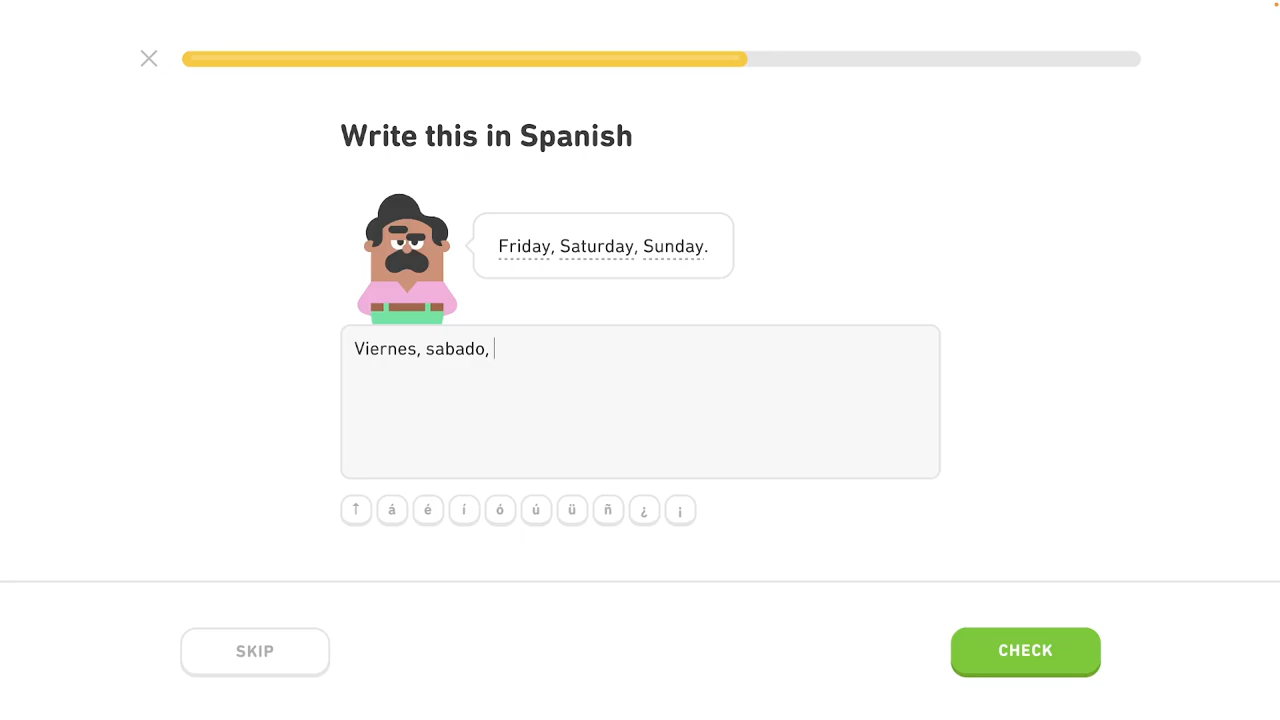 Write this in Spanish
Friday, Saturday, Sunday.
Viernes, sabado,
↑ á é í ó ú ü ñ ¿ ¡
SKIP
CHECK